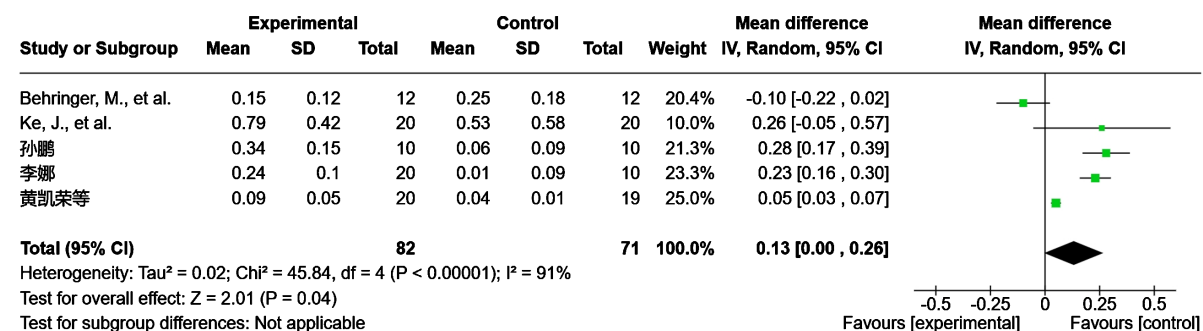 Experimental Control Mean difference Mean difference
Study or Subgroup Mean SD Total Mean SD Total Weight IV, Random, 95% CI IV, Random, 95% CI
Behringer, M., et al. 0.15 0.12 12 0.25 0.18 12 20.4% -0.10 [-0.22 , 0.02]
Ke, J., et al. 0.79 0.42 20 0.53 0.58 20 10.0% 0.26 [-0.05 , 0.57]
孙鹏 0.34 0.15 10 0.06 0.09 10 21.3% 0.28 [0.17 , 0.39]
李娜 0.24 0.1 20 0.01 0.09 10 23.3% 0.23 [0.16 , 0.30]
黄凯荣等 0.09 0.05 20 0.04 0.01 19 25.0% 0.05 [0.03 , 0.07]
Total (95% CI) 82 71 100.0% 0.13 [0.00 , 0.26]
Heterogeneity: Tau² = 0.02; Chi² = 45.84, df = 4 (P < 0.00001); I² = 91%
Test for overall effect: Z = 2.01 (P = 0.04)
Test for subgroup differences: Not applicable
-0.5 -0.25 0 0.25 0.5
Favours [experimental] Favours [control]